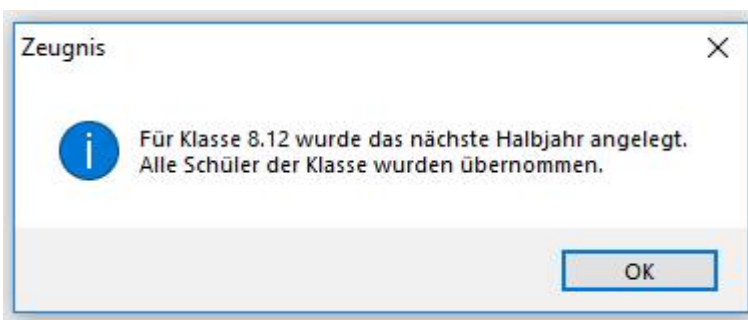 Zeugnis
Für Klasse 8.12 wurde das nächste Halbjahr angelegt.
Alle Schüler der Klasse wurden übernommen.
OK